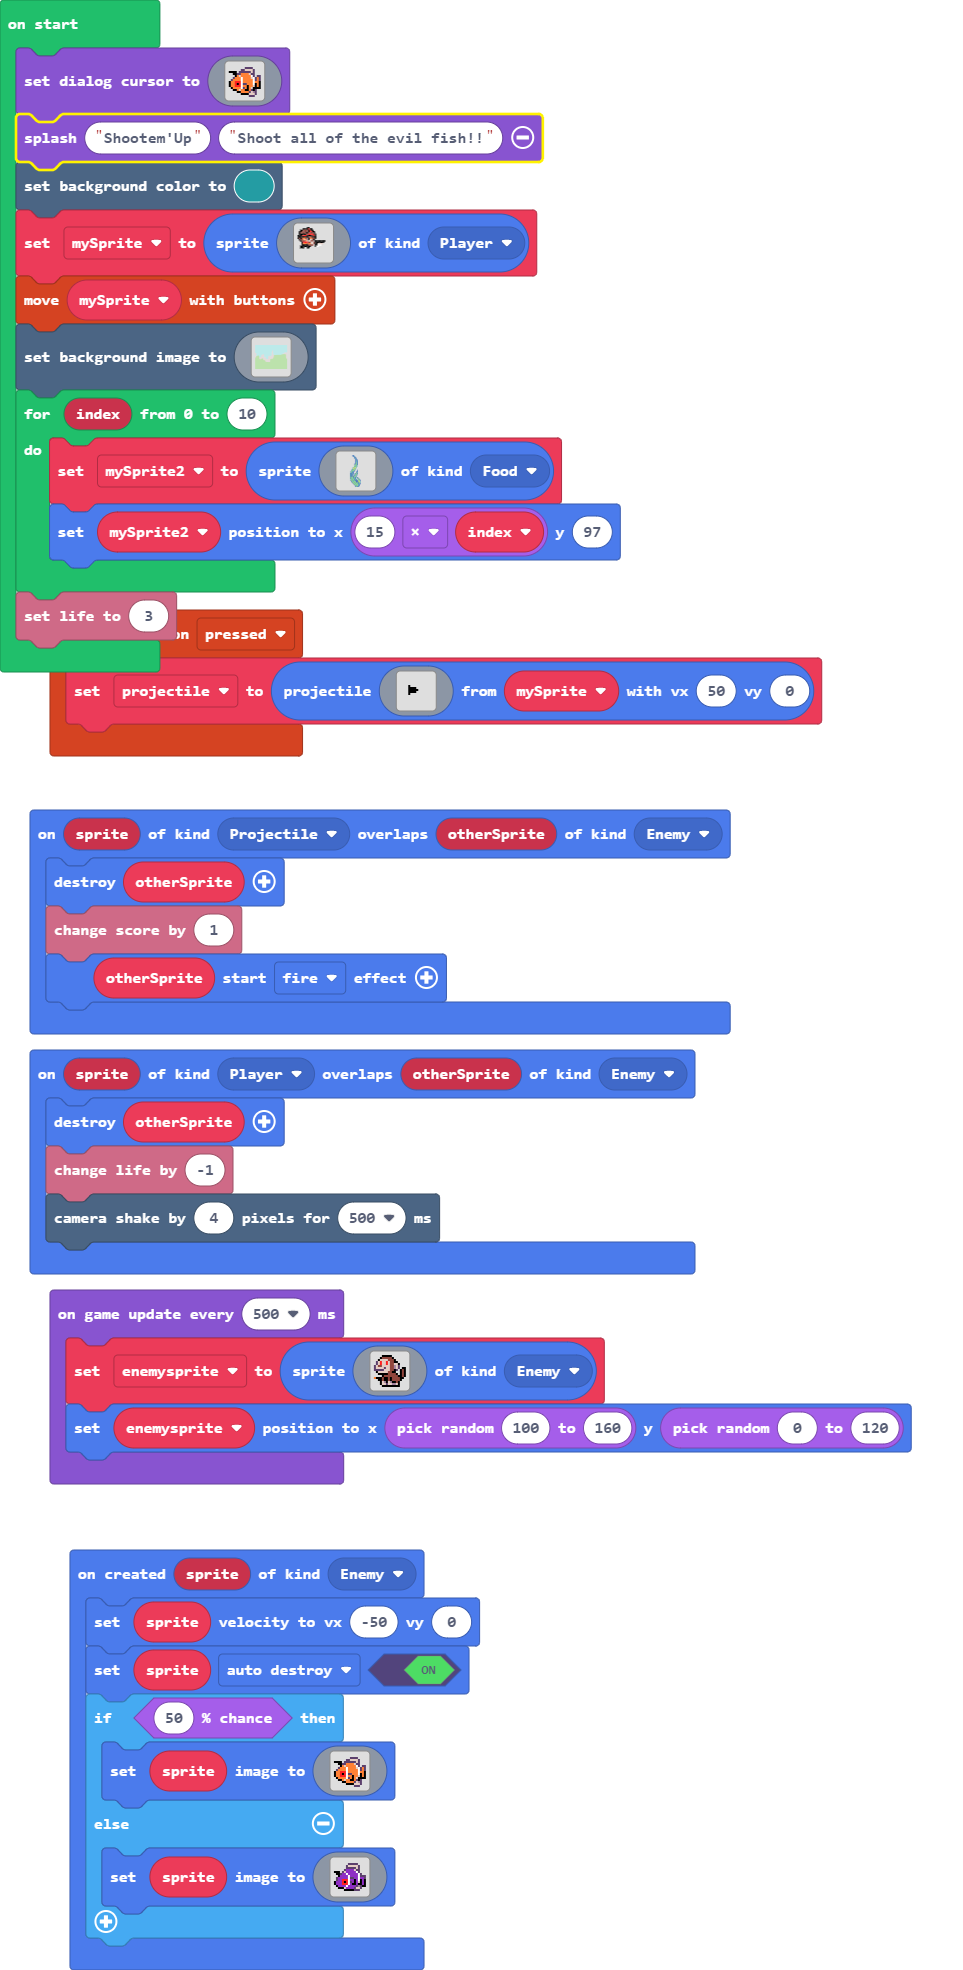 on start
set dialog cursor to
splash "Shootem'Up" "Shoot all of the evil fish!!"
set background color to
set mySprite to sprite of kind Player
move mySprite with buttons
set background image to
for index from 0 to 10
do
set mySprite2 to sprite of kind Food
set mySprite2 position to x 15 × index y 97
set life to 3
on pressed
set projectile to projectile from mySprite with vx 50 vy 0
on sprite of kind Projectile overlaps otherSprite of kind Enemy
destroy otherSprite
change score by 1
otherSprite start fire effect
on sprite of kind Player overlaps otherSprite of kind Enemy
destroy otherSprite
change life by -1
camera shake by 4 pixels for 500 ms
on game update every 500 ms
set enemysprite to sprite of kind Enemy
set enemysprite position to x pick random 100 to 160 y pick random 0 to 120
on created sprite of kind Enemy
set sprite velocity to vx -50 vy 0
set sprite auto destroy ON
if 50 % chance then
set sprite image to
else
set sprite image to